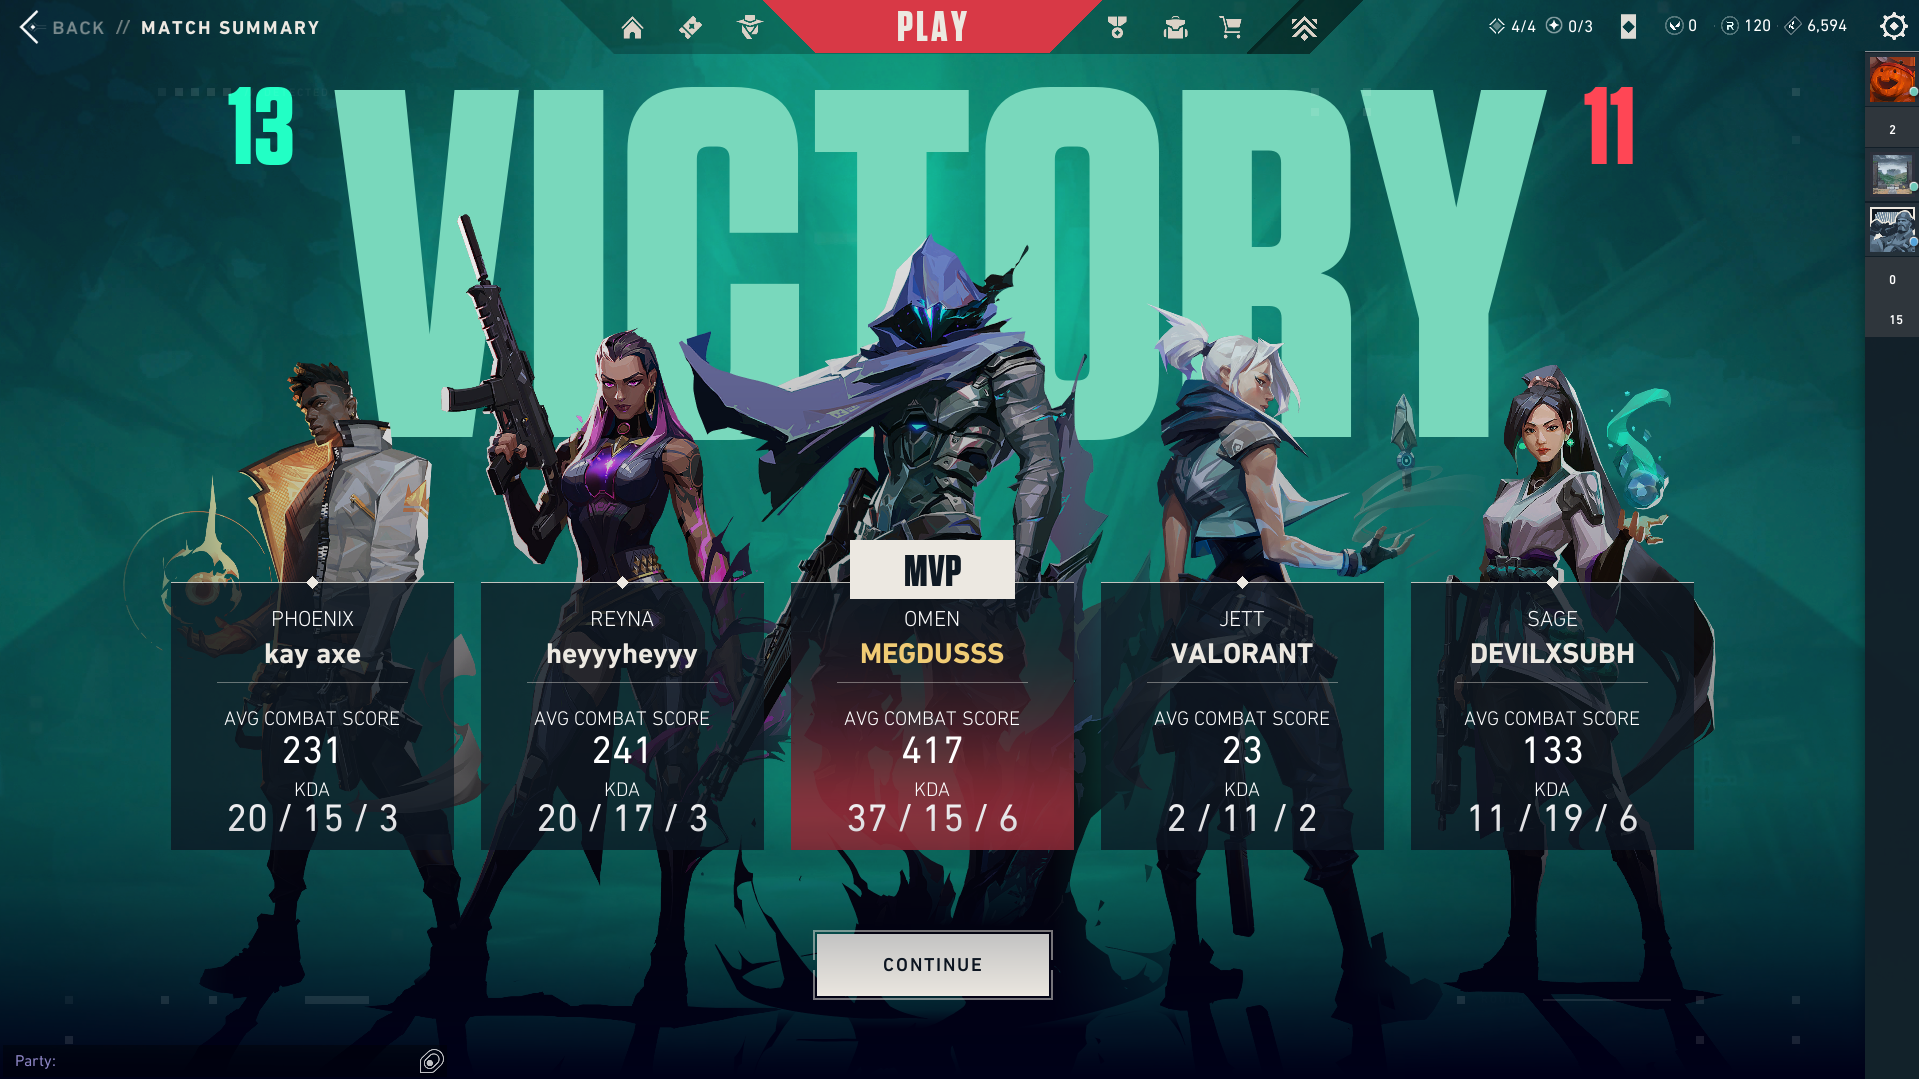 BACK // MATCH SUMMARY
PLAY
4/4 0/3 0 R 120 6,594
13 VICTORY 11
2
0
15
MVP
PHOENIX
kay axe
AVG COMBAT SCORE
231
KDA
20 / 15 / 3
REYNA
heyyyheyyy
AVG COMBAT SCORE
241
KDA
20 / 17 / 3
OMEN
MEGDUSSS
AVG COMBAT SCORE
417
KDA
37 / 15 / 6
JETT
VALORANT
AVG COMBAT SCORE
23
KDA
2 / 11 / 2
SAGE
DEVILXSUBH
AVG COMBAT SCORE
133
KDA
11 / 19 / 6
CONTINUE
Party: